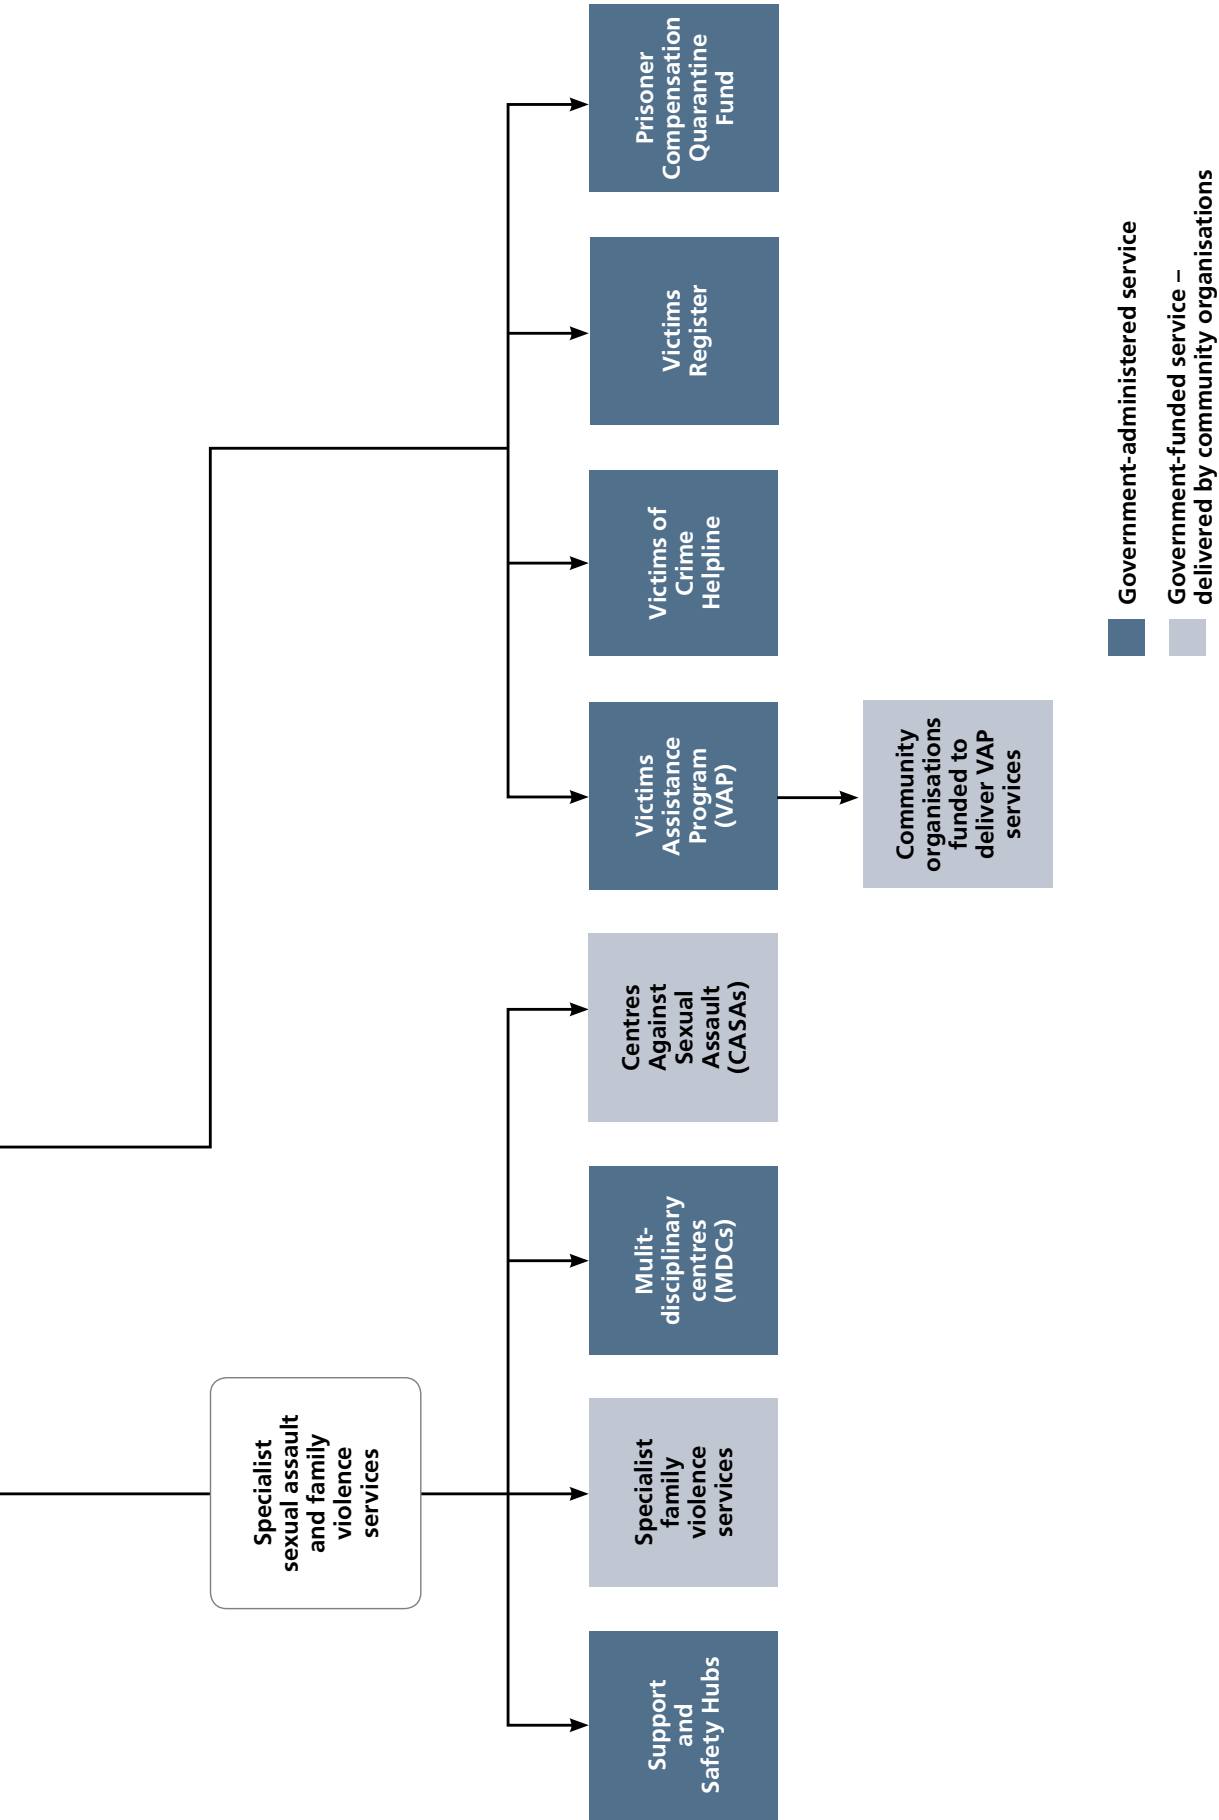 Specialist
sexual assault
and family
violence
services
Support
and
Safety Hubs
Specialist
family
violence
services
Mulit-
disciplinary
centres
(MDCs)
Centres
Against
Sexual
Assault
(CASAs)
Victims
Assistance
Program
(VAP)
Victims of
Crime
Helpline
Victims
Register
Prisoner
Compensation
Quarantine
Fund
Community
organisations
funded to
deliver VAP
services
Government-administered service
Government-funded service –
delivered by community organisations